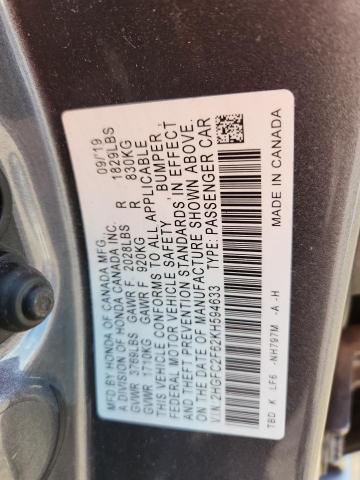 MFD. BY HONDA OF CANADA MFG. 09/'19
A DIVISION OF HONDA CANADA INC.
GVWR 3769LBS GAWR F 2028LBS R 1829LBS
GVWR 1710KG GAWR F 920KG R 830KG
THIS VEHICLE CONFORMS TO ALL APPLICABLE
FEDERAL MOTOR VEHICLE SAFETY, BUMPER,
AND THEFT PREVENTION STANDARDS IN EFFECT
ON THE DATE OF MANUFACTURE SHOWN ABOVE.
V.I.N. 2HGFC2F62KH594633 TYPE: PASSENGER CAR
TBD K LF6 -NH797M -A -H MADE IN CANADA